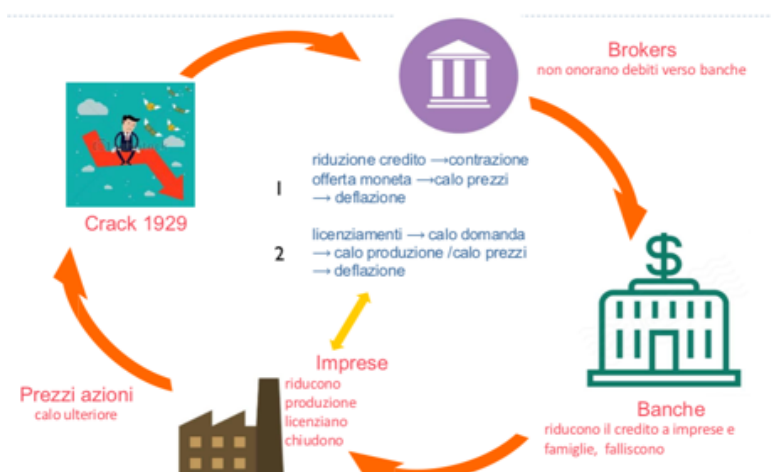 Brokers
non onorano debiti verso banche
riduzione credito →contrazione
1 offerta moneta →calo prezzi
→ deflazione
Crack 1929
licenziamenti → calo domanda
2 → calo produzione /calo prezzi
→ deflazione
$
Imprese
riducono
produzione
licenziano
chiudono
Prezzi azioni
calo ulteriore
Banche
riducono il credito a imprese e
famiglie, falliscono